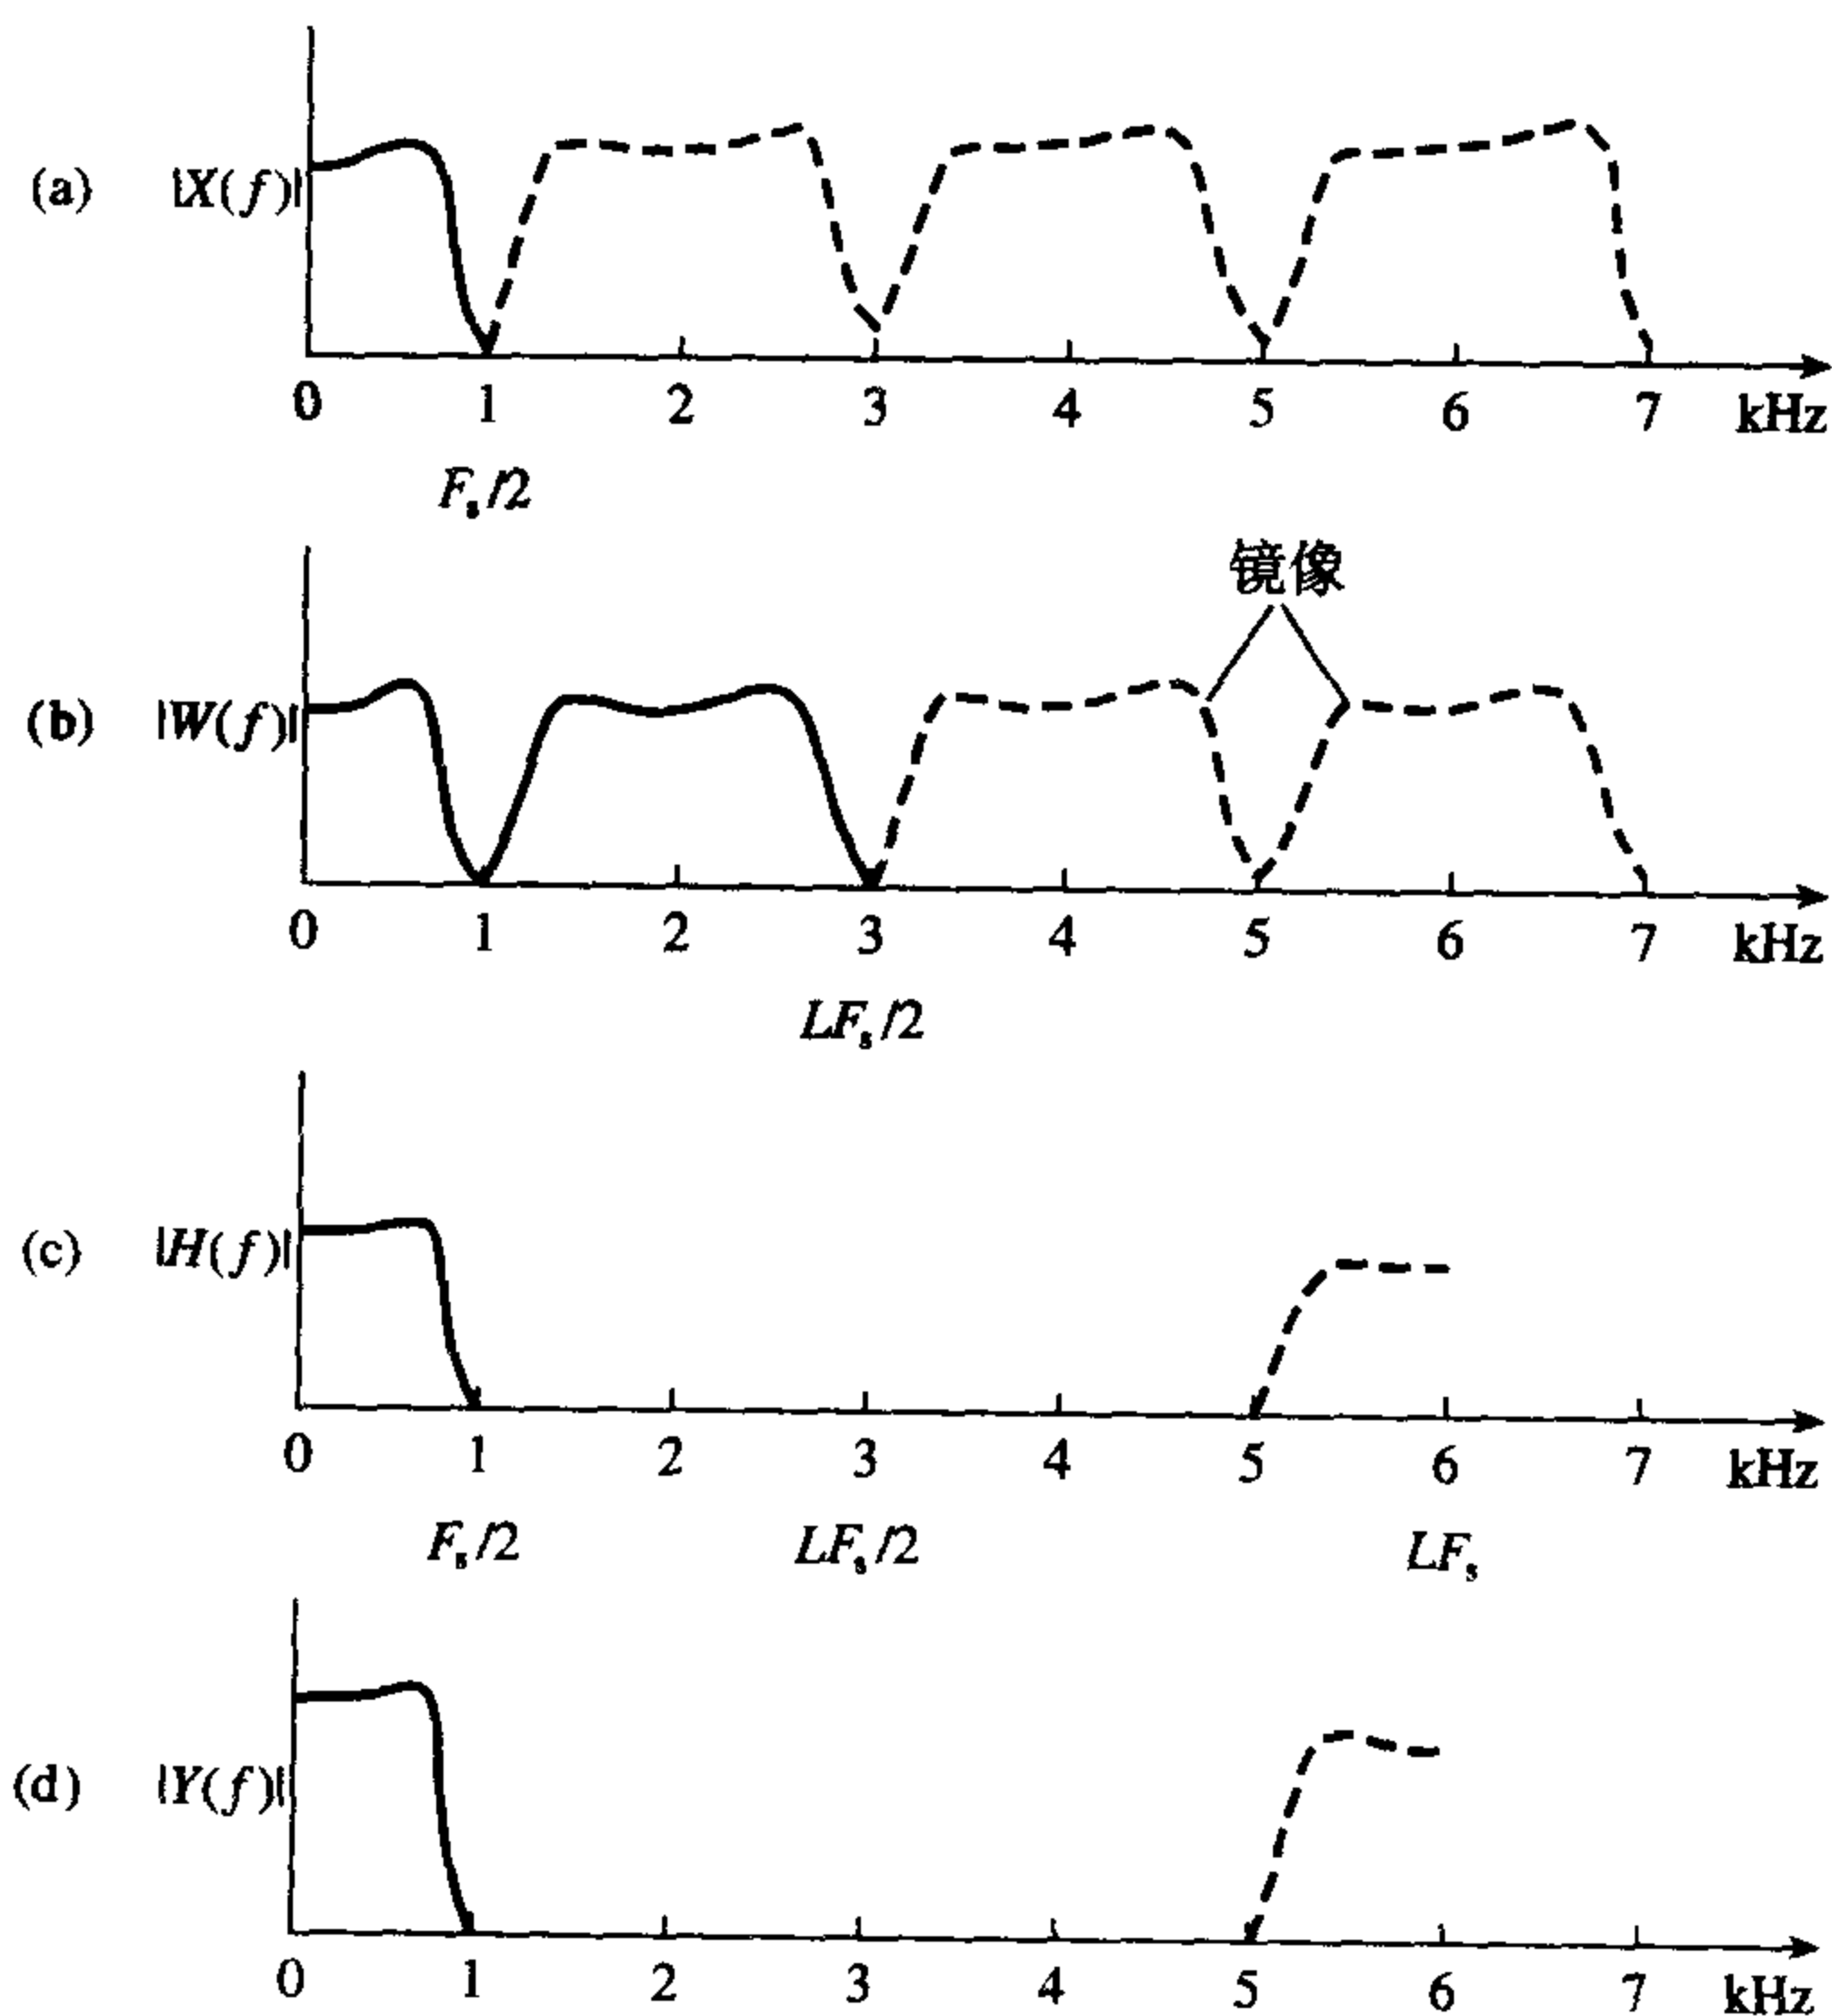 (a) |X(f)|
0 1 2 3 4 5 6 7 kHz
Fs/2
镜像
(b) |W(f)|
0 1 2 3 4 5 6 7 kHz
LFs/2
(c) |H(f)|
0 1 2 3 4 5 6 7 kHz
Fs/2 LFs/2 LFs
(d) |Y(f)|
0 1 2 3 4 5 6 7 kHz